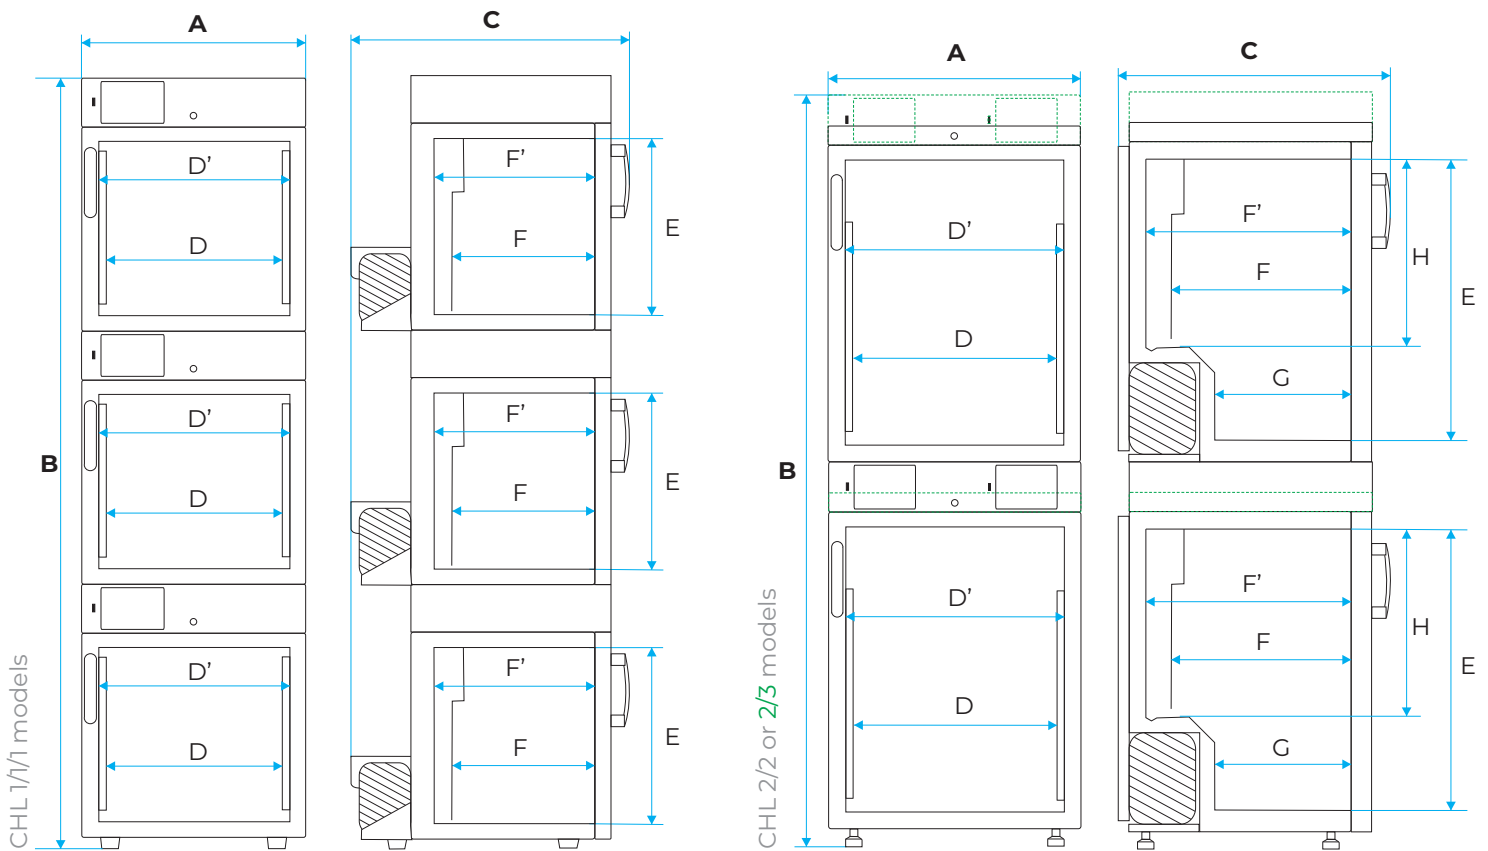 A
C
D’
D
F’
F
E
D’
D
F’
F
E
B
D’
D
F’
F
E
CHL 1/1/1 models
A
C
D’
D
F’
F
H
E
G
B
D’
D
F’
F
H
E
G
CHL 2/2 or 2/3 models